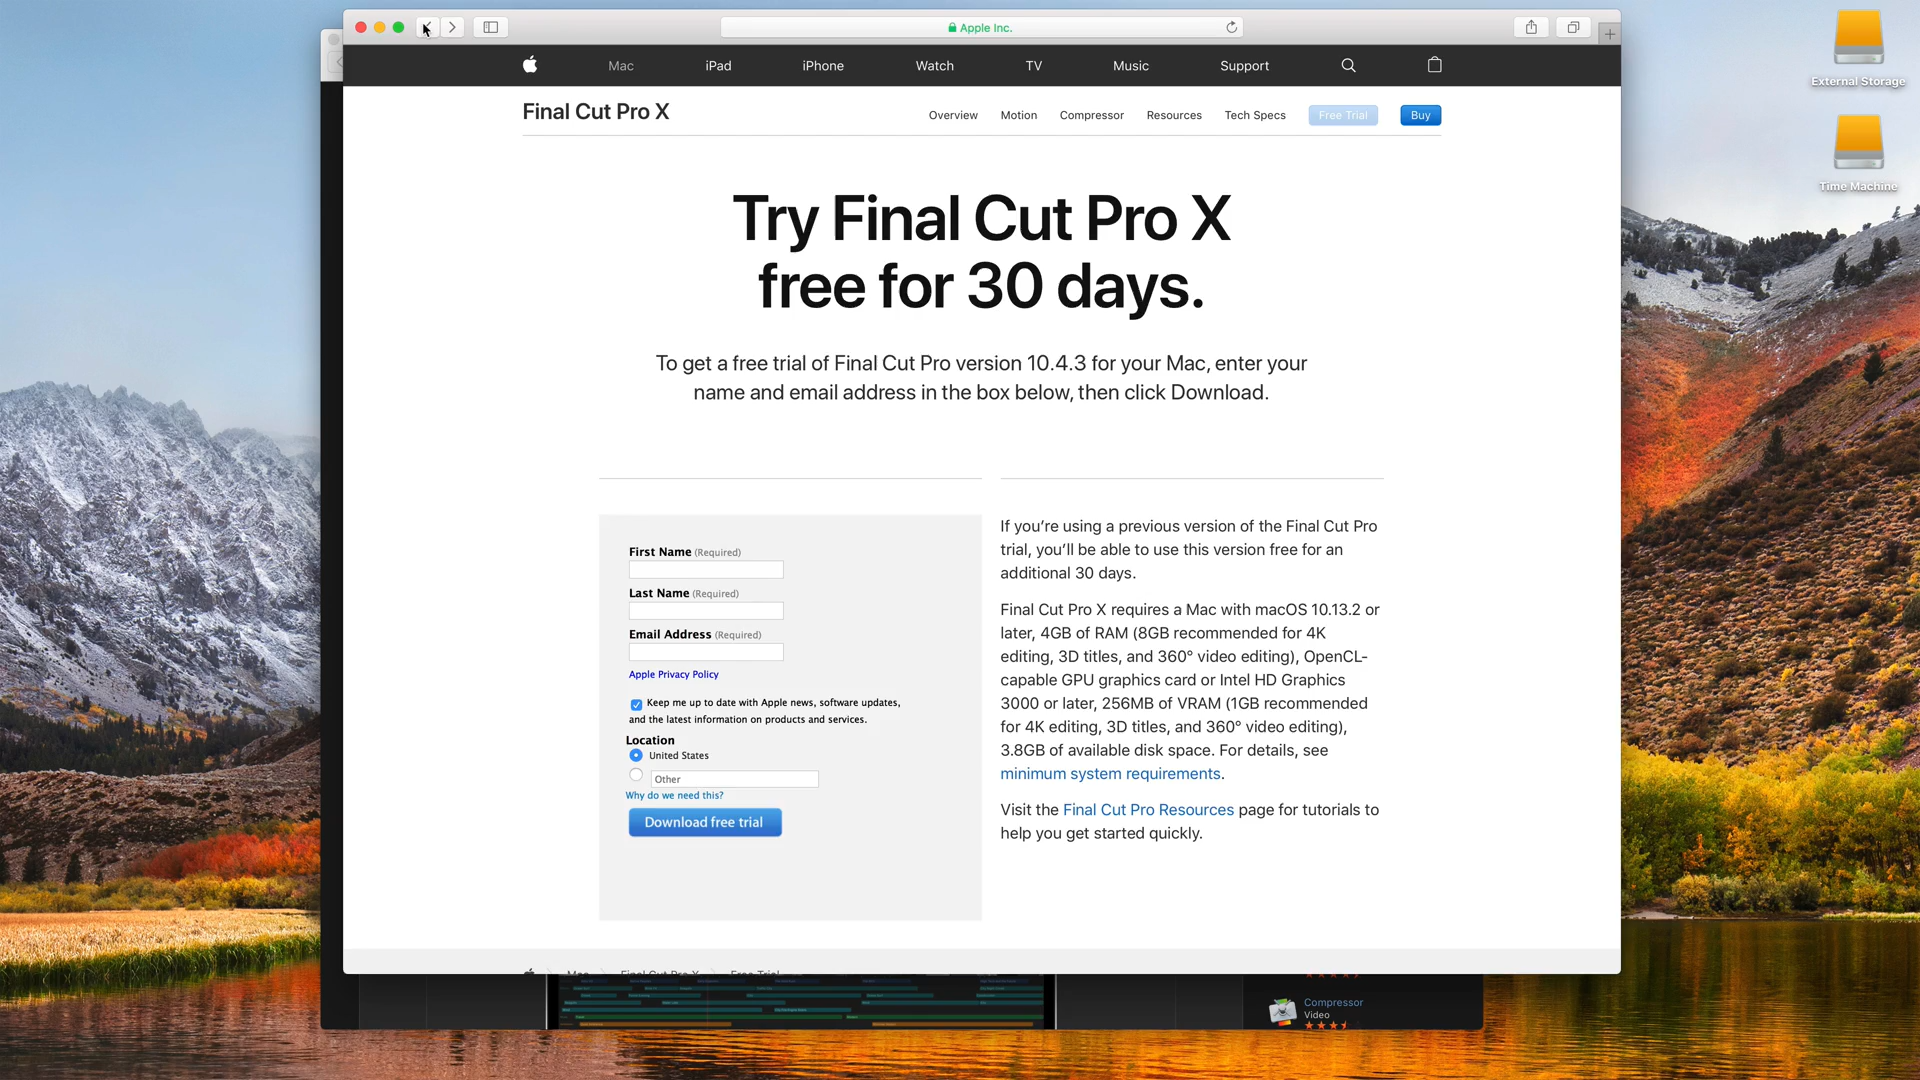 Apple Inc.
Mac iPad iPhone Watch TV Music Support
Final Cut Pro X
Overview Motion Compressor Resources Tech Specs Free Trial Buy
Try Final Cut Pro X
free for 30 days.
To get a free trial of Final Cut Pro version 10.4.3 for your Mac, enter your
name and email address in the box below, then click Download.
First Name (Required)
Last Name (Required)
Email Address (Required)
Apple Privacy Policy
Keep me up to date with Apple news, software updates,
and the latest information on products and services.
Location
United States
Other
Why do we need this?
Download free trial
If you’re using a previous version of the Final Cut Pro
trial, you’ll be able to use this version free for an
additional 30 days.
Final Cut Pro X requires a Mac with macOS 10.13.2 or
later, 4GB of RAM (8GB recommended for 4K
editing, 3D titles, and 360° video editing), OpenCL-
capable GPU graphics card or Intel HD Graphics
3000 or later, 256MB of VRAM (1GB recommended
for 4K editing, 3D titles, and 360° video editing),
3.8GB of available disk space. For details, see
minimum system requirements.
Visit the Final Cut Pro Resources page for tutorials to
help you get started quickly.
Mac Final Cut Pro X Free Trial
Compressor
Video
External Storage
Time Machine